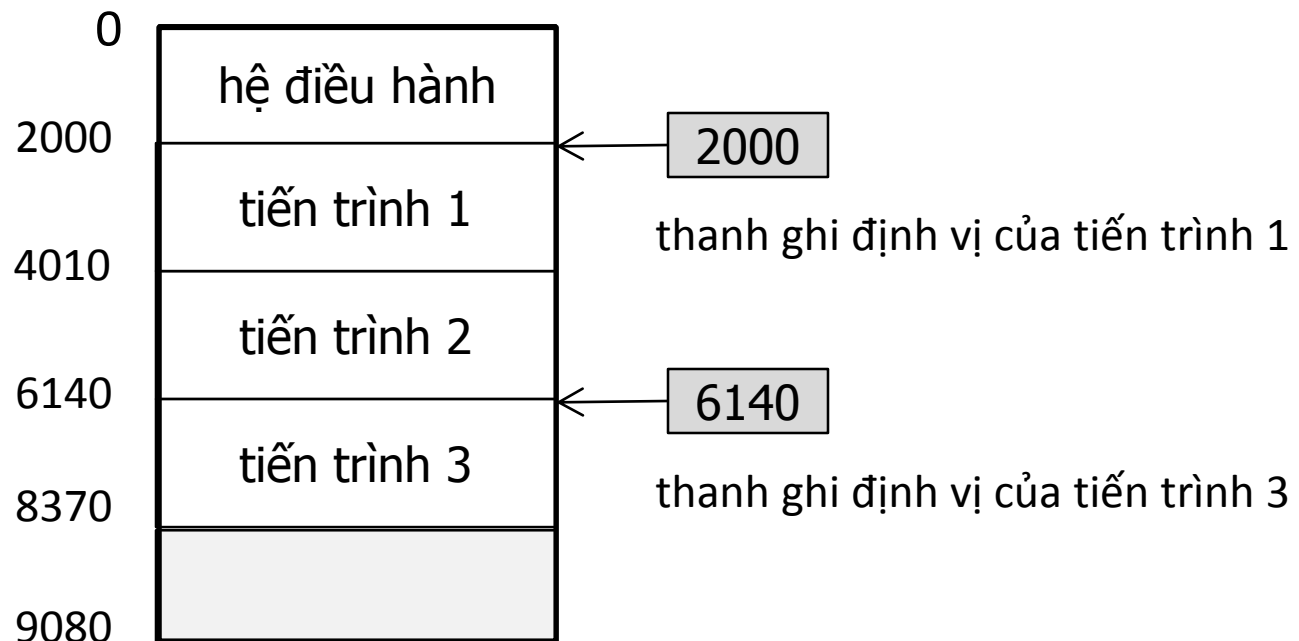 0
hệ điều hành
2000
2000
tiến trình 1
thanh ghi định vị của tiến trình 1
4010
tiến trình 2
6140
6140
tiến trình 3
thanh ghi định vị của tiến trình 3
8370
9080